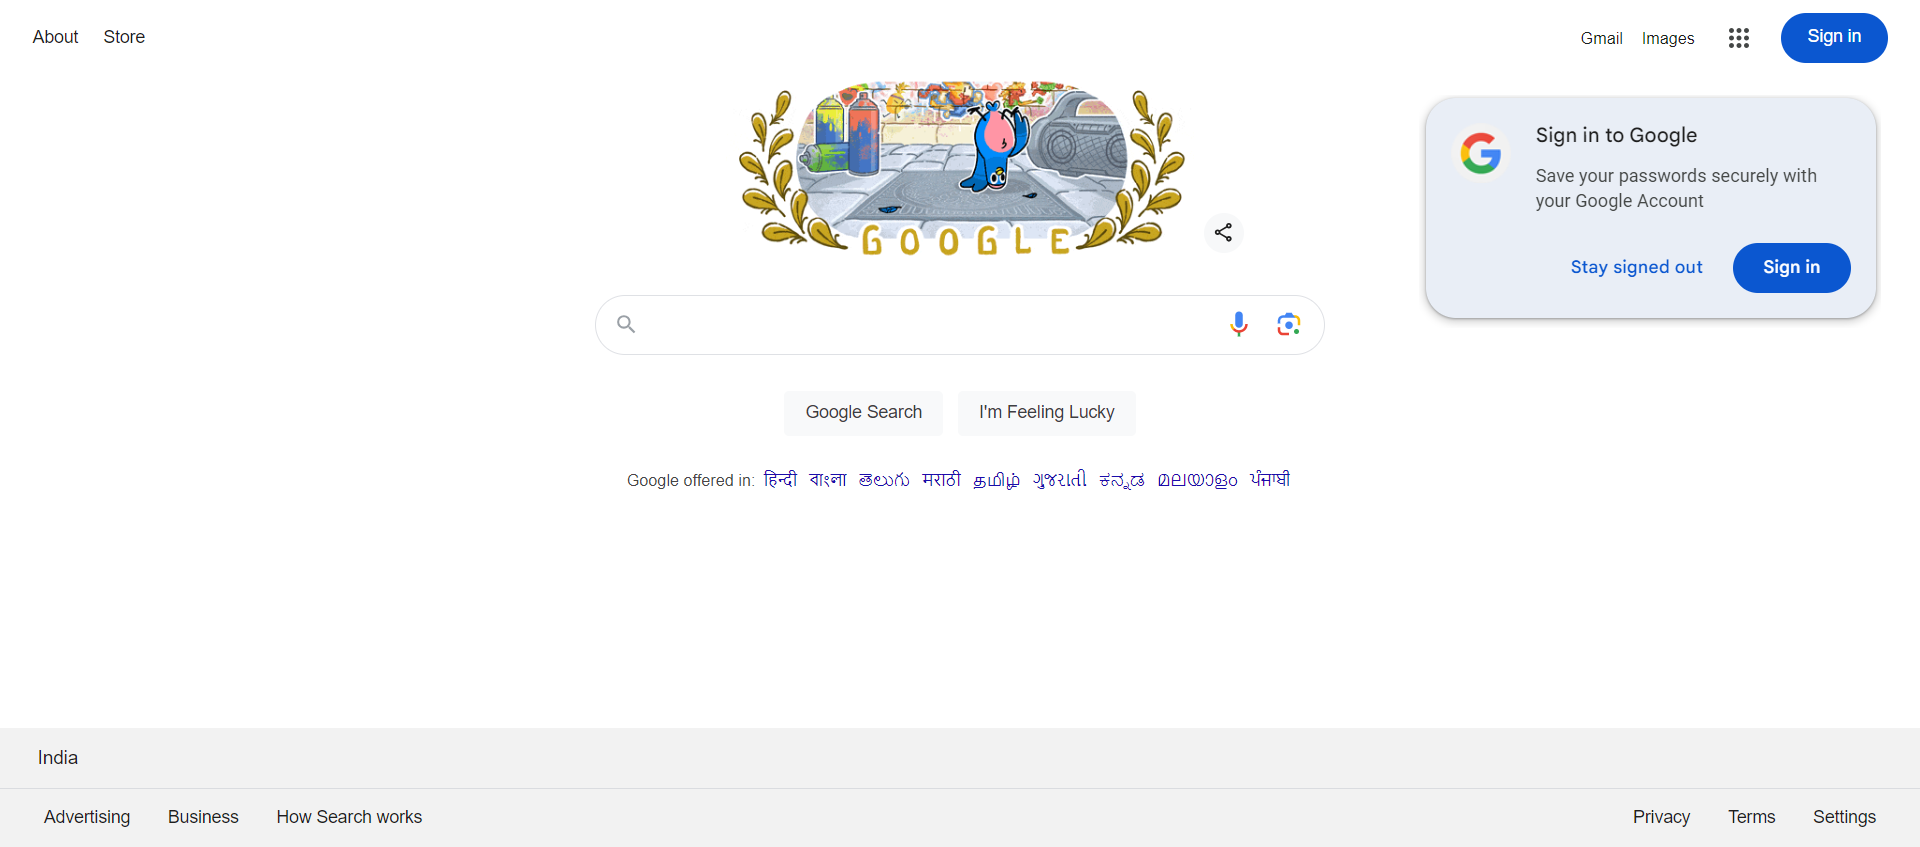 About Store
Gmail Images Sign in
GOOGLE
Sign in to Google
Save your passwords securely with
your Google Account
Stay signed out Sign in
Google Search I'm Feeling Lucky
Google offered in: हिन्दी বাংলা తెలుగు मराठी தமிழ் ગુજરાતી ಕನ್ನಡ മലയാളം ਪੰਜਾਬੀ
India
Advertising Business How Search works Privacy Terms Settings